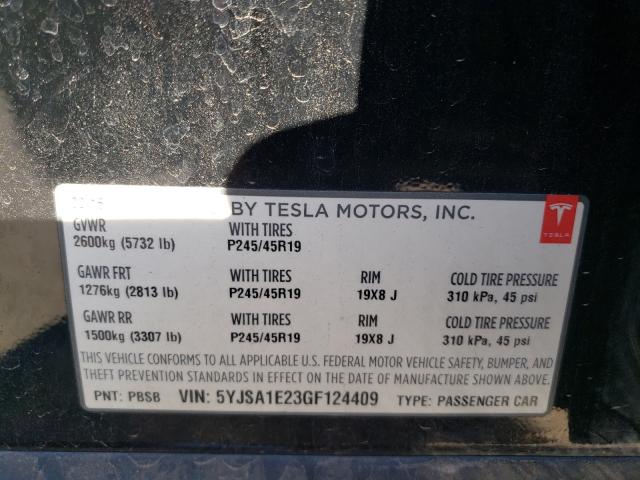 BY TESLA MOTORS, INC.
TESLA
GVWR WITH TIRES
2600kg (5732 lb) P245/45R19
GAWR FRT WITH TIRES RIM COLD TIRE PRESSURE
1276kg (2813 lb) P245/45R19 19X8 J 310 kPa, 45 psi
GAWR RR WITH TIRES RIM COLD TIRE PRESSURE
1500kg (3307 lb) P245/45R19 19X8 J 310 kPa, 45 psi
THIS VEHICLE CONFORMS TO ALL APPLICABLE U.S. FEDERAL MOTOR VEHICLE SAFETY, BUMPER, AND
THEFT PREVENTION STANDARDS IN EFFECT ON THE DATE OF MANUFACTURE SHOWN ABOVE.
PNT: PBSB VIN: 5YJSA1E23GF124409 TYPE: PASSENGER CAR